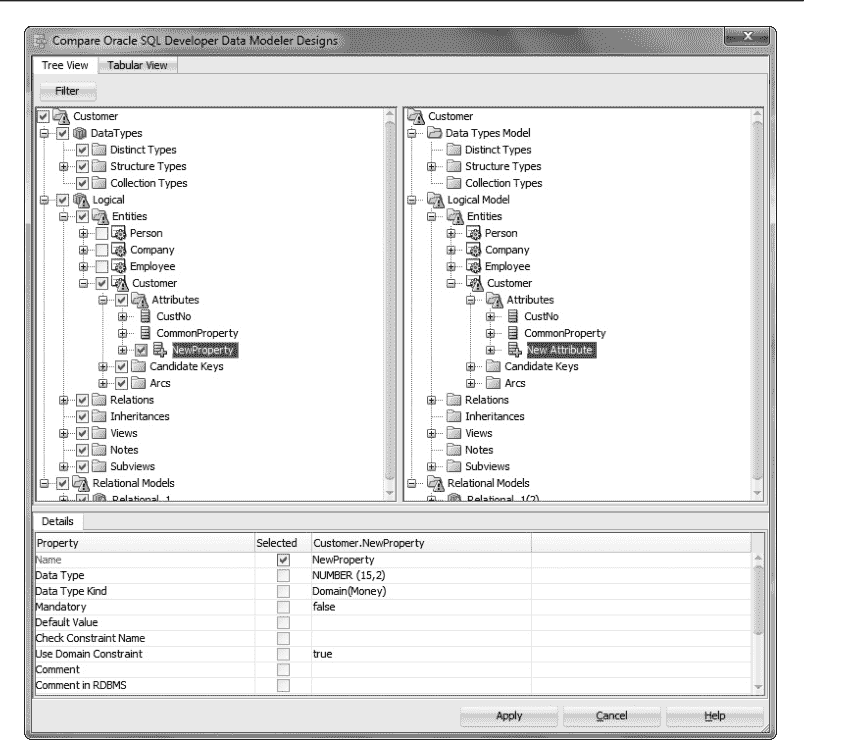 Compare Oracle SQL Developer Data Modeler Designs
Tree View Tabular View
Filter
Customer
DataTypes
Distinct Types
Structure Types
Collection Types
Logical
Entities
Person
Company
Employee
Customer
Attributes
CustNo
CommonProperty
NewProperty
Candidate Keys
Arcs
Relations
Inheritances
Views
Notes
Subviews
Relational Models
Relational_1
Customer
Data Types Model
Distinct Types
Structure Types
Collection Types
Logical Model
Entities
Person
Company
Employee
Customer
Attributes
CustNo
CommonProperty
New Attribute
Candidate Keys
Arcs
Relations
Inheritances
Views
Notes
Subviews
Relational Models
Relational_1(2)
Details
Property Selected Customer.NewProperty
Name NewProperty
Data Type NUMBER (15,2)
Data Type Kind Domain(Money)
Mandatory false
Default Value
Check Constraint Name
Use Domain Constraint true
Comment
Comment in RDBMS
Apply Cancel Help